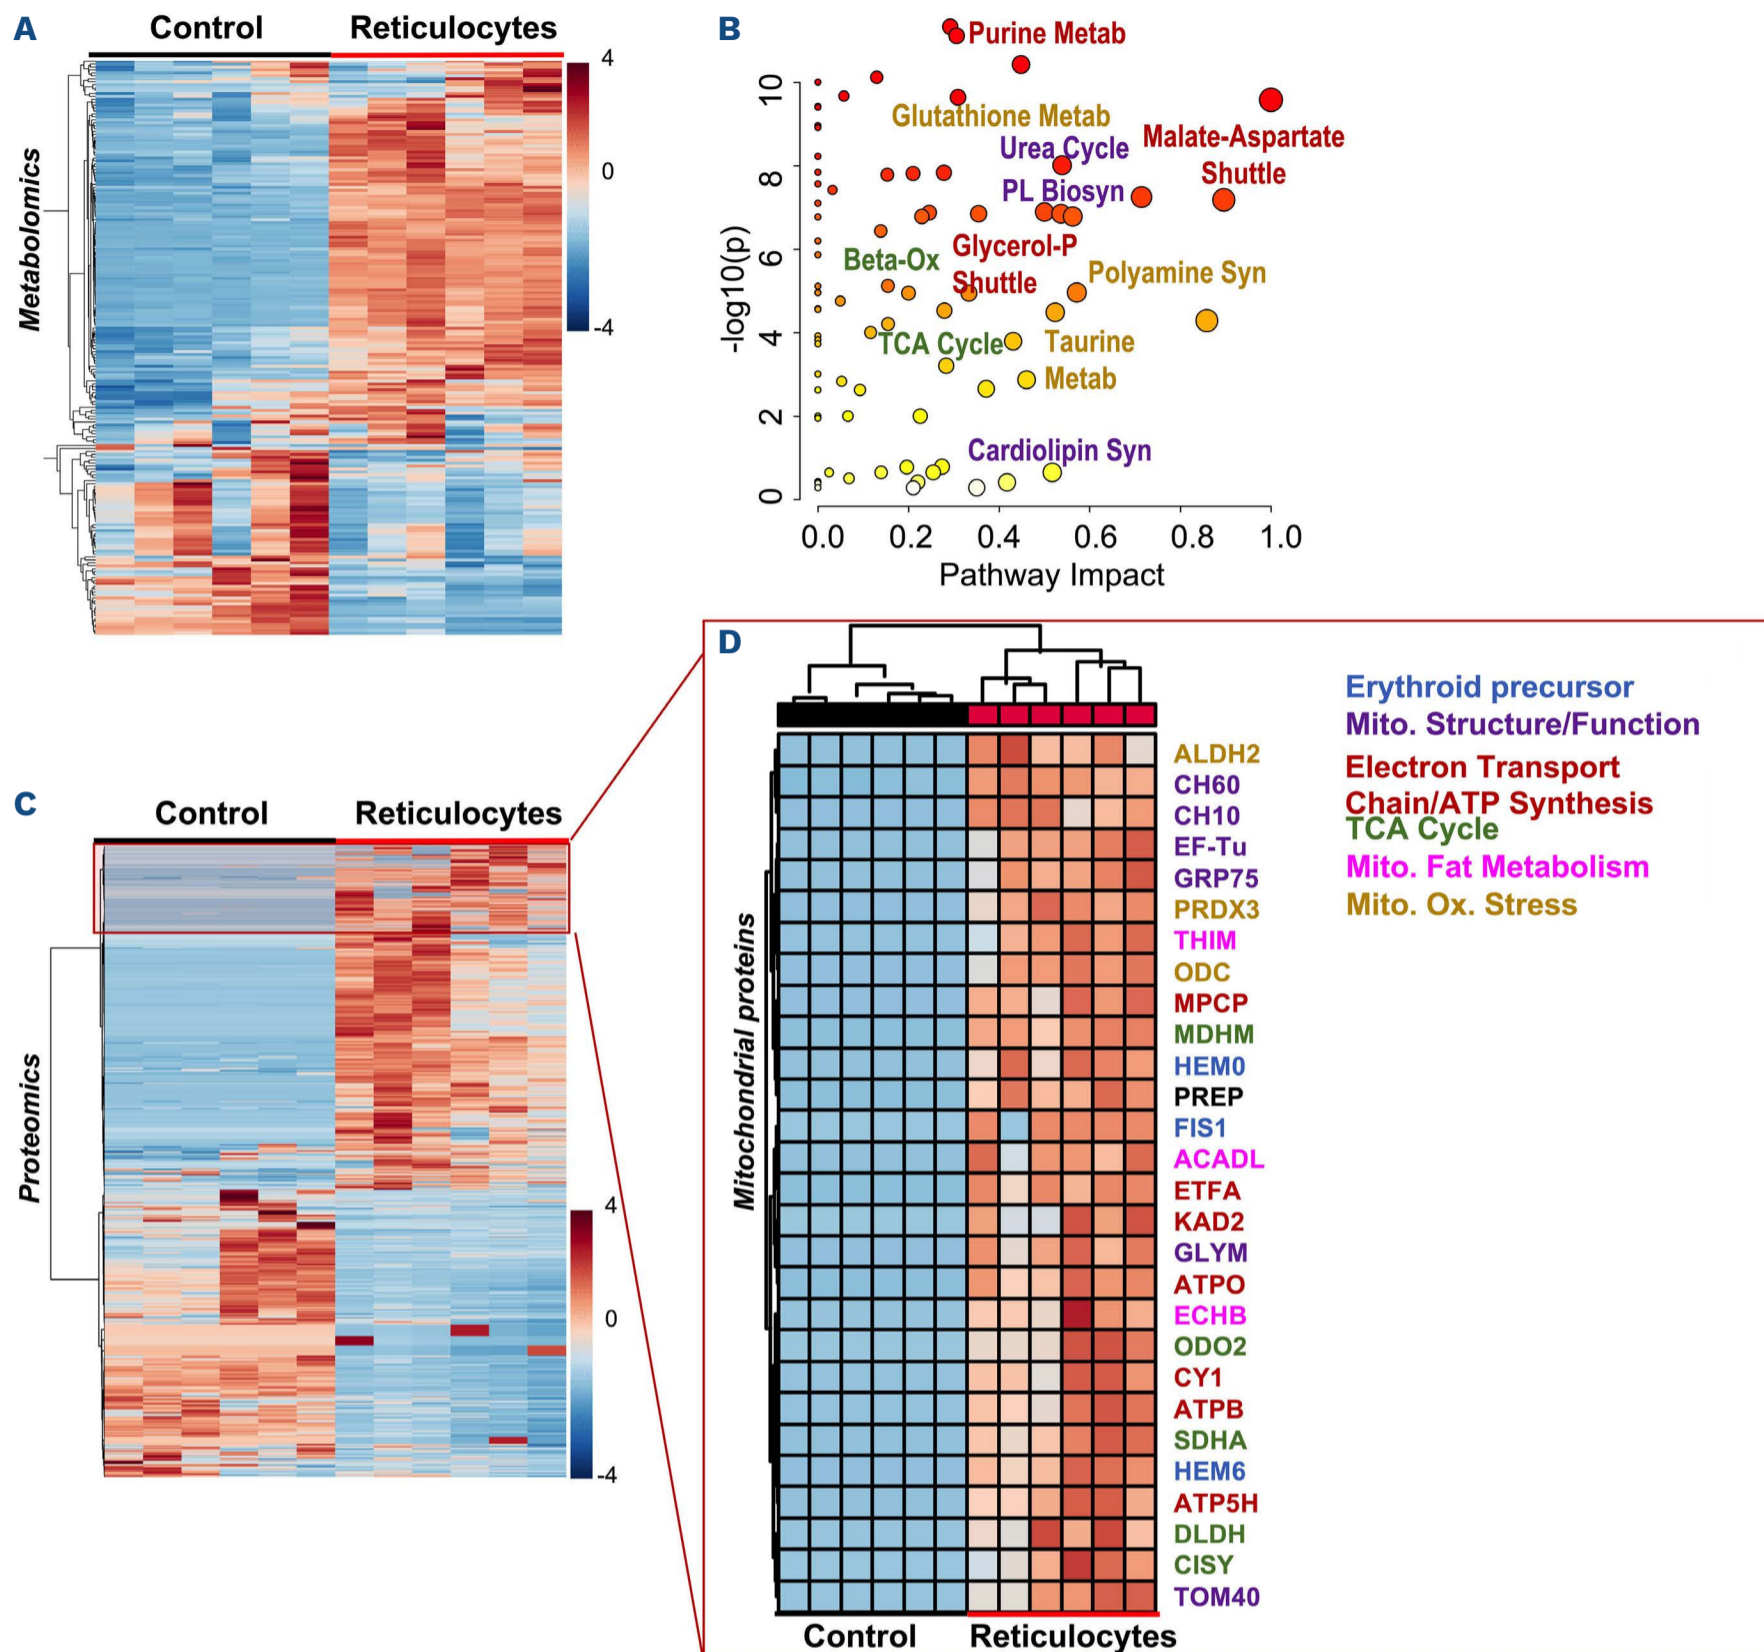 A
Control
Reticulocytes
Metabolomics
4
0
-4
B
-log10(p)
10
8
6
4
2
0
Purine Metab
Glutathione Metab
Urea Cycle
Malate-Aspartate
Shuttle
PL Biosyn
Glycerol-P
Shuttle
Beta-Ox
Polyamine Syn
TCA Cycle
Taurine
Metab
Cardiolipin Syn
0.0 0.2 0.4 0.6 0.8 1.0
Pathway Impact
C
Control
Reticulocytes
Proteomics
4
0
-4
D
Mitochondrial proteins
ALDH2
CH60
CH10
EF-Tu
GRP75
PRDX3
THIM
ODC
MPCP
MDHM
HEM0
PREP
FIS1
ACADL
ETFA
KAD2
GLYM
ATPO
ECHB
ODO2
CY1
ATPB
SDHA
HEM6
ATP5H
DLDH
CISY
TOM40
Control
Reticulocytes
Erythroid precursor
Mito. Structure/Function
Electron Transport
Chain/ATP Synthesis
TCA Cycle
Mito. Fat Metabolism
Mito. Ox. Stress